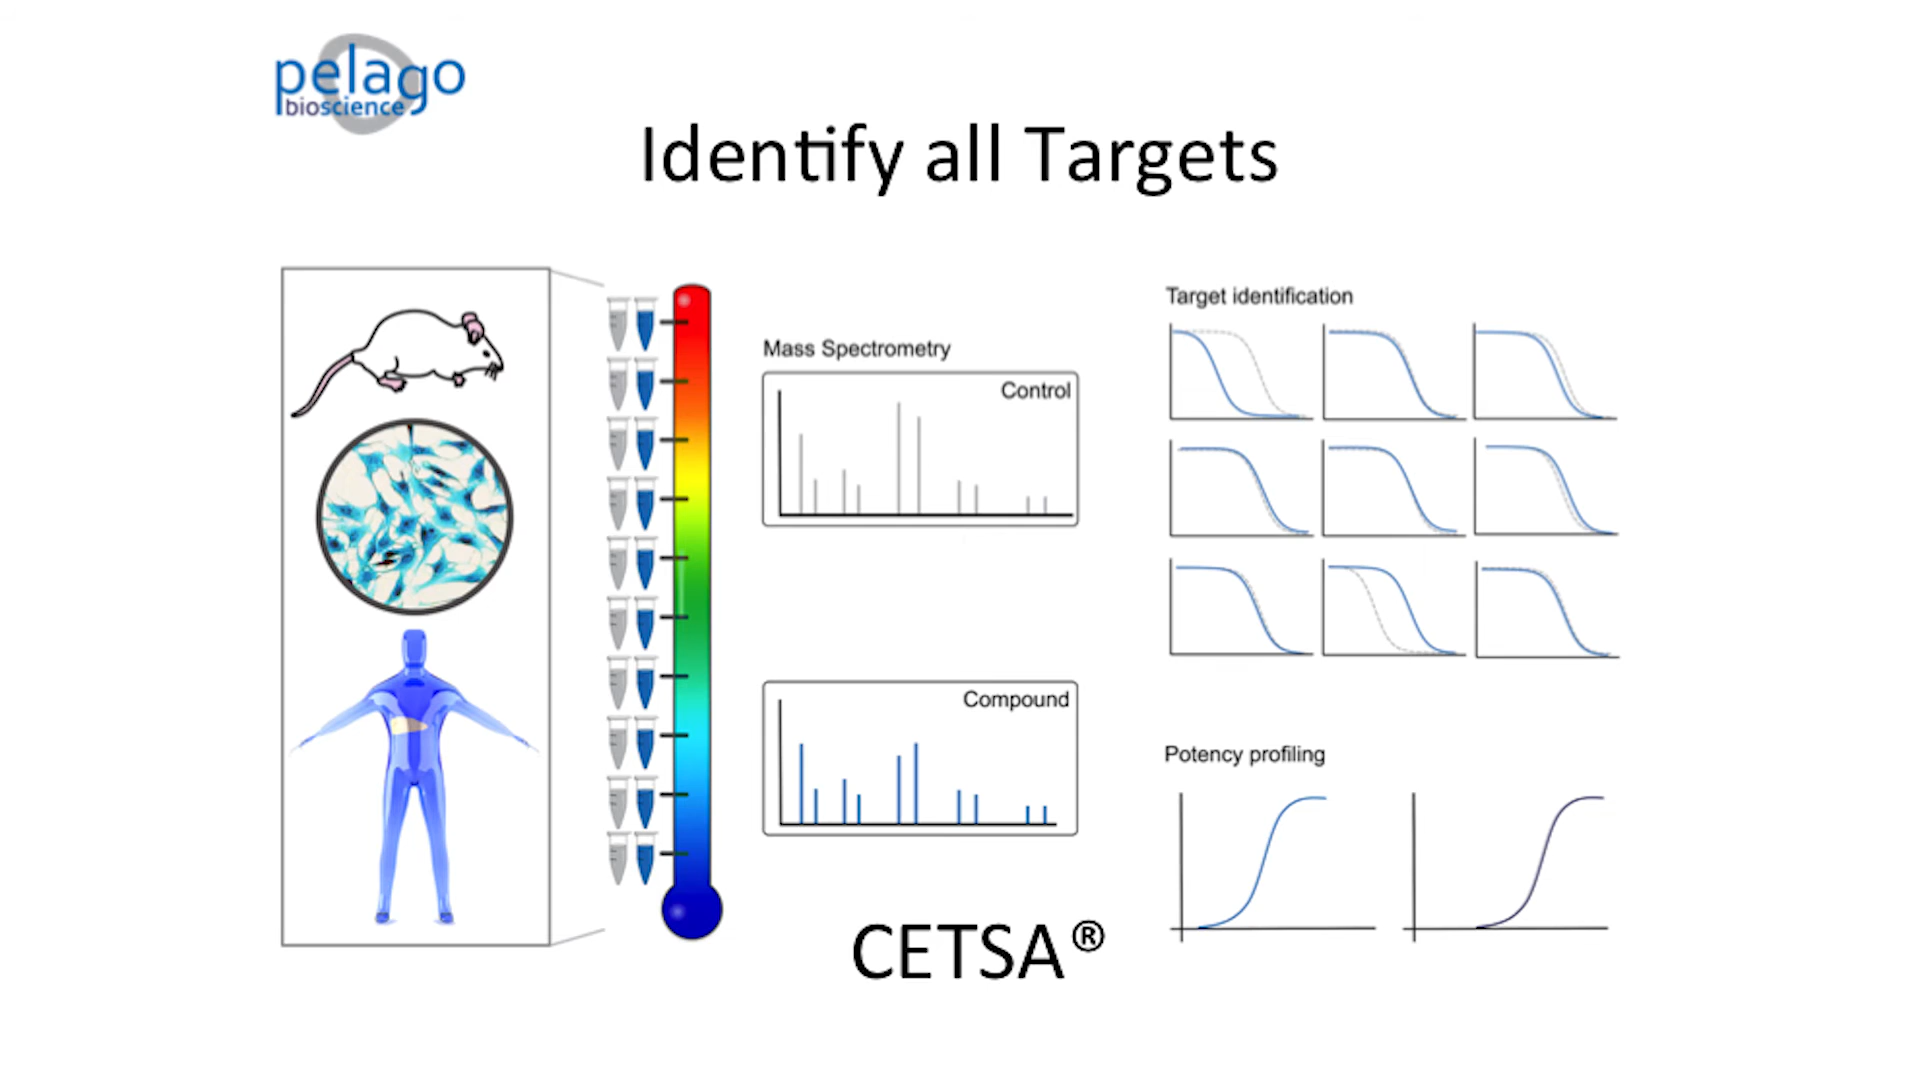 pelago
bioscience
Identify all Targets
Mass Spectrometry
Control
Compound
CETSA®
Target identification
Potency profiling